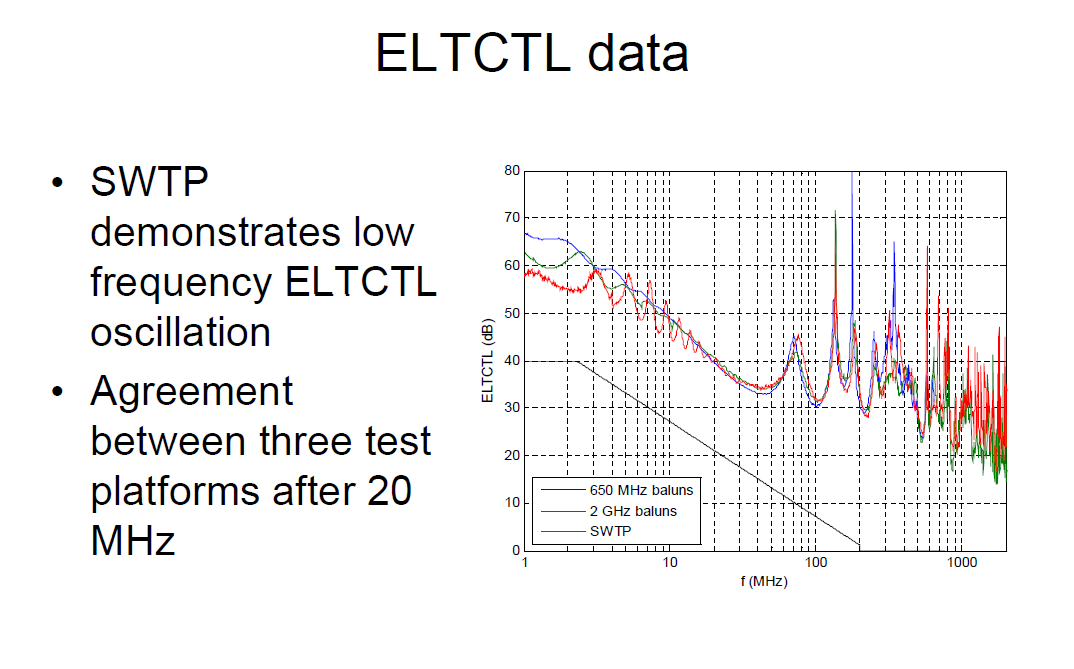 ELTCTL data
• SWTP
demonstrates low
frequency ELTCTL
oscillation
• Agreement
between three test
platforms after 20
MHz
80
70
60
50
40
30
20
10
0
ELTCTL (dB)
650 MHz baluns
2 GHz baluns
SWTP
1 10 100 1000
f (MHz)